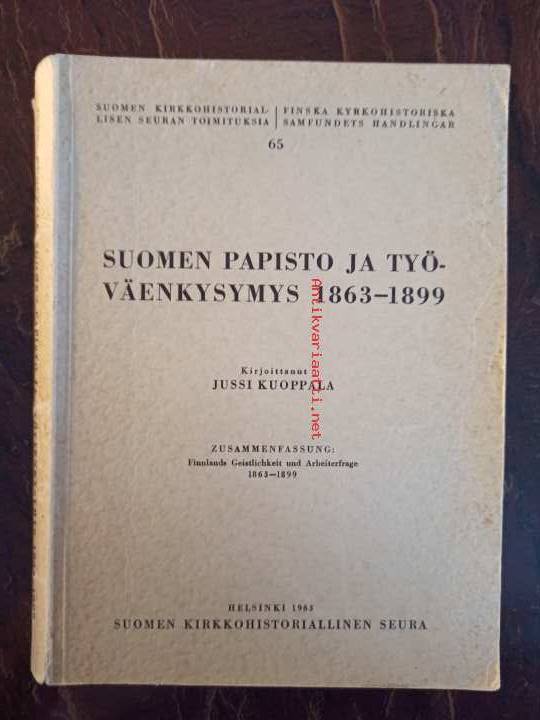 SUOMEN KIRKKOHISTORIAL- | FINSKA KYRKOHISTORISKA
LISEN SEURAN TOIMITUKSIA | SAMFUNDETS HANDLINGAR
65
SUOMEN PAPISTO JA TYÖ-
VÄENKYSYMYS 1863—1899
Kirjoittanut
JUSSI KUOPPALA
ZUSAMMENFASSUNG:
Finnlands Geistlichkeit und Arbeiterfrage
1863—1899
HELSINKI 1963
SUOMEN KIRKKOHISTORIALLINEN SEURA
Antikvariaatti.net